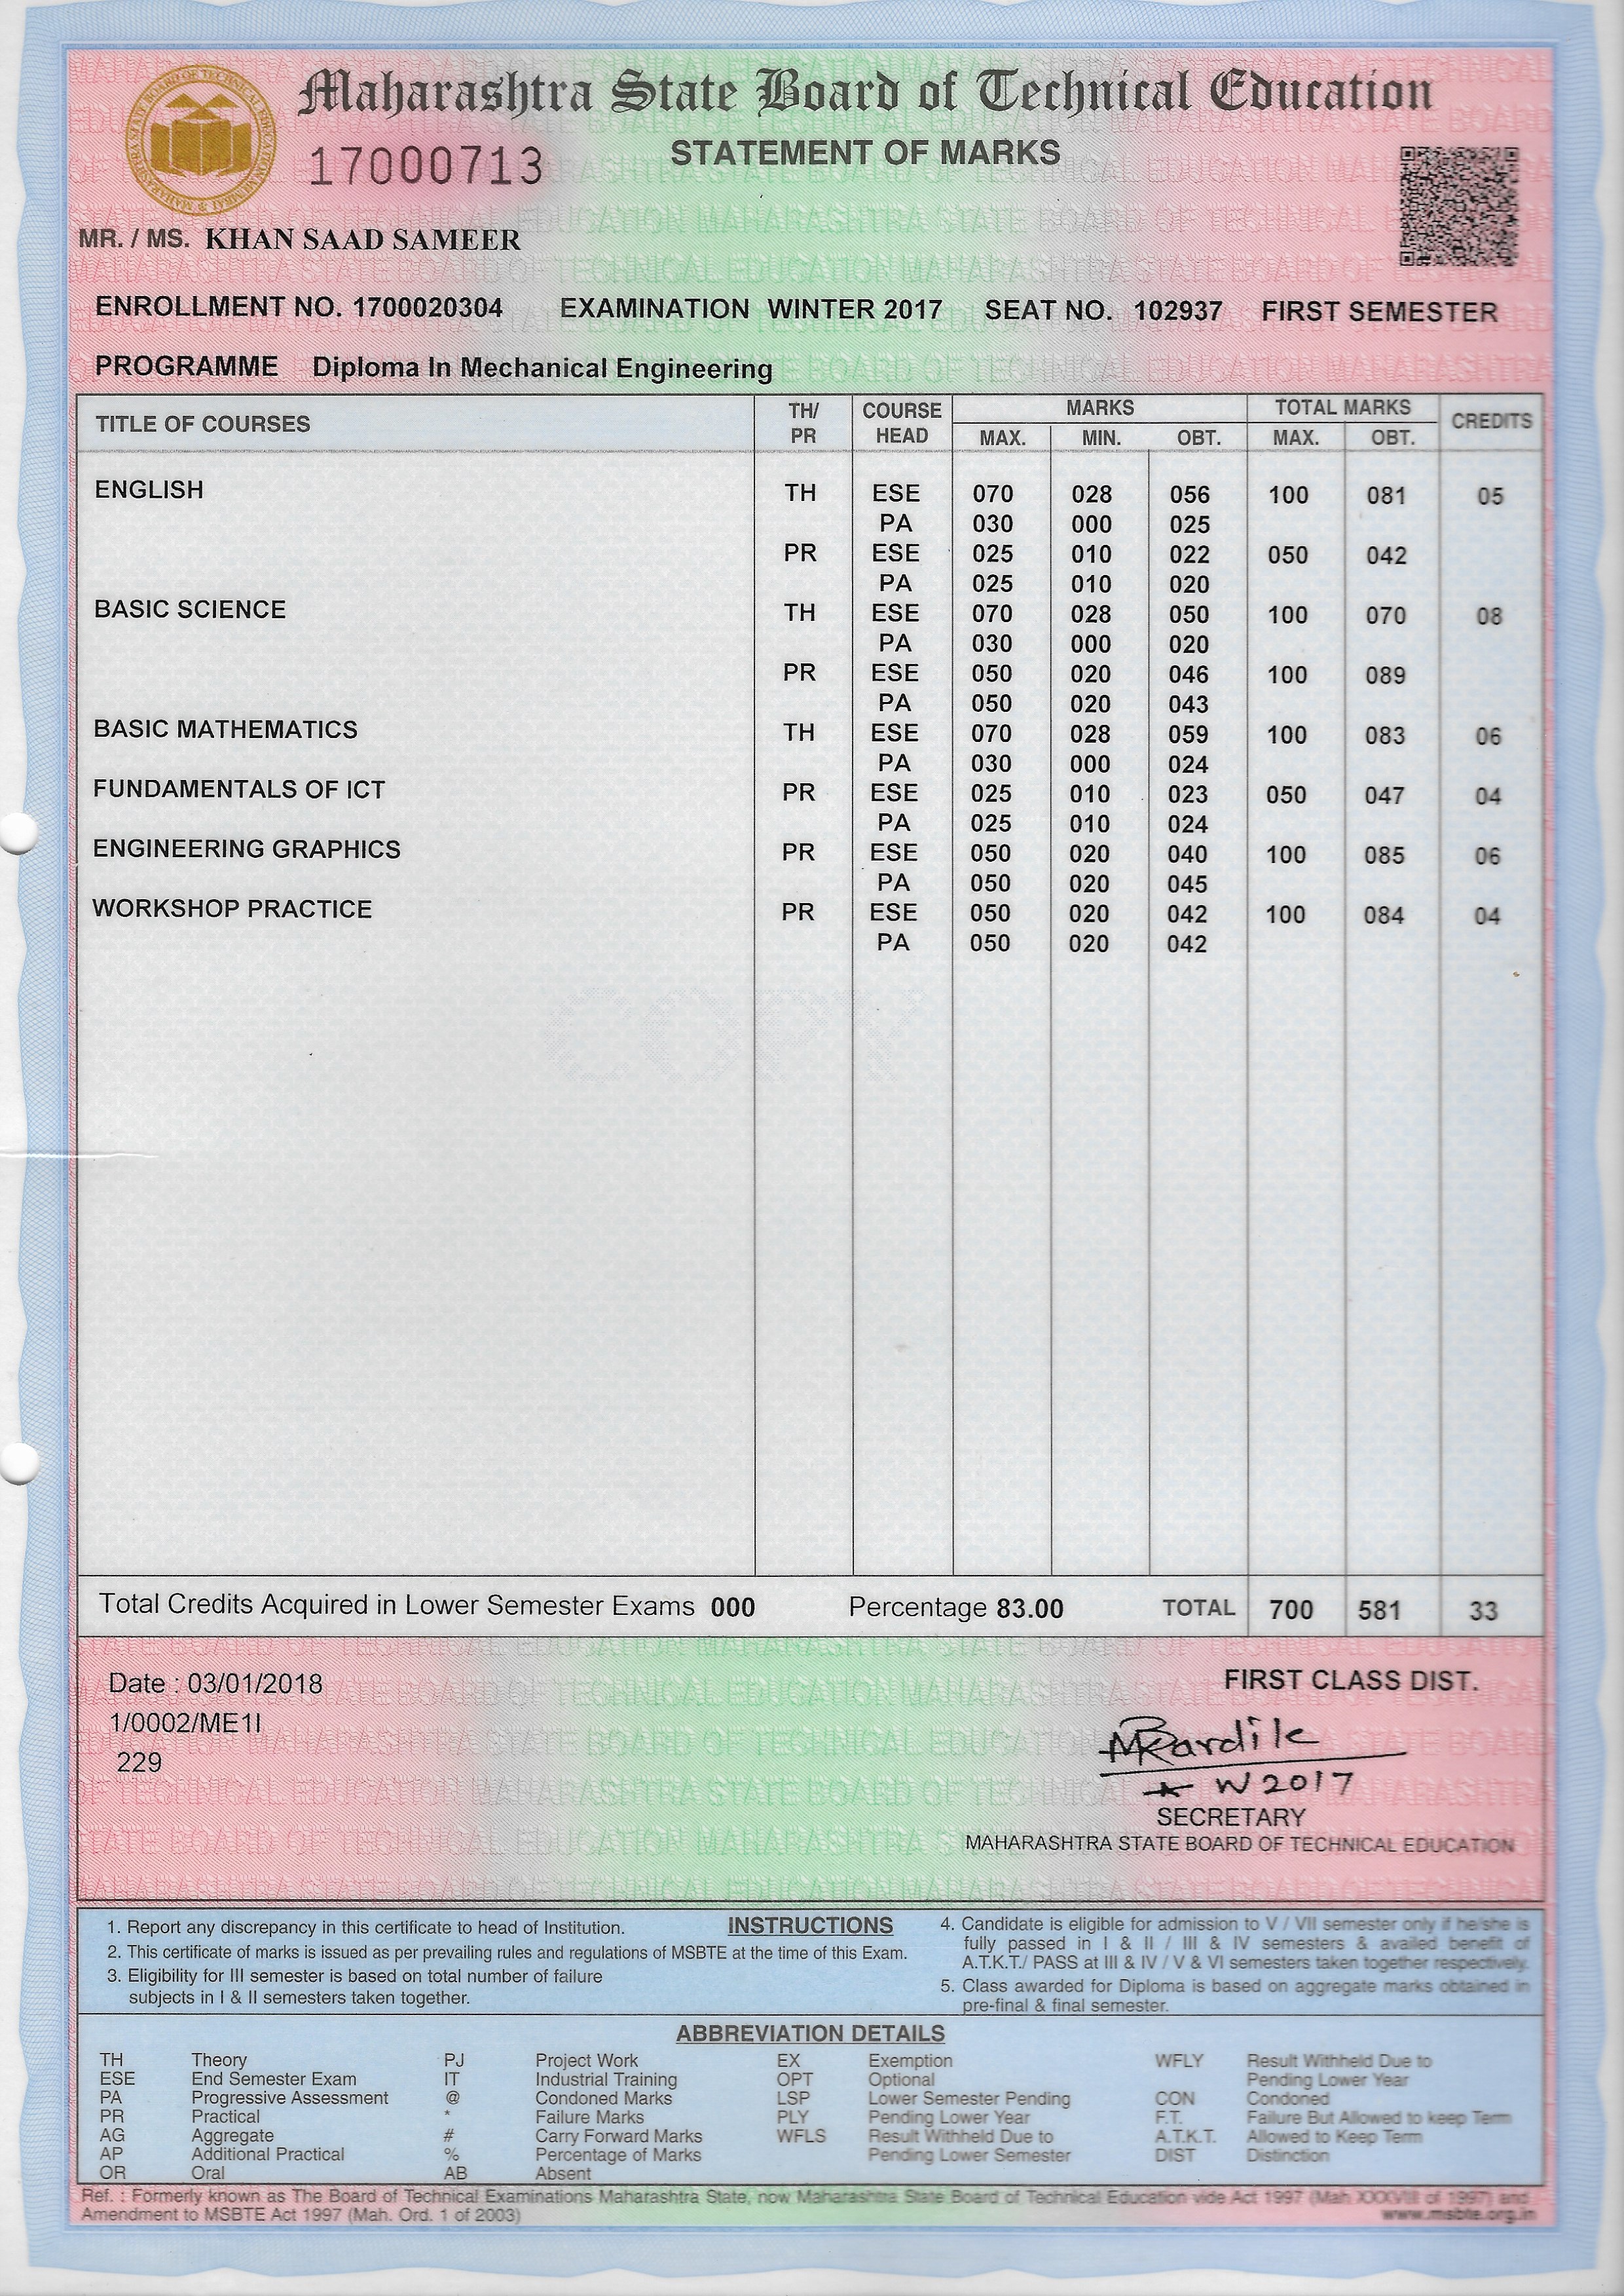 Maharashtra State Board of Technical Education
17000713
STATEMENT OF MARKS
MR. / MS. KHAN SAAD SAMEER
ENROLLMENT NO. 1700020304 EXAMINATION WINTER 2017 SEAT NO. 102937 FIRST SEMESTER
PROGRAMME Diploma In Mechanical Engineering
TITLE OF COURSES TH/ PR COURSE HEAD MARKS TOTAL MARKS CREDITS
MAX. MIN. OBT. MAX. OBT.
ENGLISH TH ESE 070 028 056 100 081 05
PA 030 000 025
PR ESE 025 010 022 050 042
PA 025 010 020
BASIC SCIENCE TH ESE 070 028 050 100 070 08
PA 030 000 020
PR ESE 050 020 046 100 089
PA 050 020 043
BASIC MATHEMATICS TH ESE 070 028 059 100 083 06
PA 030 000 024
FUNDAMENTALS OF ICT PR ESE 025 010 023 050 047 04
PA 025 010 024
ENGINEERING GRAPHICS PR ESE 050 020 040 100 085 06
PA 050 020 045
WORKSHOP PRACTICE PR ESE 050 020 042 100 084 04
PA 050 020 042
COPY
Total Credits Acquired in Lower Semester Exams 000 Percentage 83.00 TOTAL 700 581 33
Date : 03/01/2018 FIRST CLASS DIST.
1/0002/ME1I
229
W2017
SECRETARY
MAHARASHTRA STATE BOARD OF TECHNICAL EDUCATION
INSTRUCTIONS
1. Report any discrepancy in this certificate to head of Institution.
2. This certificate of marks is issued as per prevailing rules and regulations of MSBTE at the time of this Exam.
3. Eligibility for III semester is based on total number of failure
subjects in I & II semesters taken together.
4. Candidate is eligible for admission to V / VII semester only if he/she is
fully passed in I & II / III & IV semesters & availed benefit of
A.T.K.T./ PASS at III & IV / V & VI semesters taken together respectively.
5. Class awarded for Diploma is based on aggregate marks obtained in
pre-final & final semester.
ABBREVIATION DETAILS
TH Theory PJ Project Work EX Exemption WFLY Result Withheld Due to
ESE End Semester Exam IT Industrial Training OPT Optional Pending Lower Year
PA Progressive Assessment @ Condoned Marks LSP Lower Semester Pending CON Condoned
PR Practical * Failure Marks PLY Pending Lower Year F.T. Failure But Allowed to keep Term
AG Aggregate # Carry Forward Marks WFLS Result Withheld Due to A.T.K.T. Allowed to Keep Term
AP Additional Practical % Percentage of Marks Pending Lower Semester DIST Distinction
OR Oral AB Absent
Ref. : Formerly known as The Board of Technical Examinations Maharashtra State, now Maharashtra State Board of Technical Education vide Act 1997 (Mah XXXVIII of 1997) and
Amendment to MSBTE Act 1997 (Mah. Ord. 1 of 2003) www.msbte.org.in